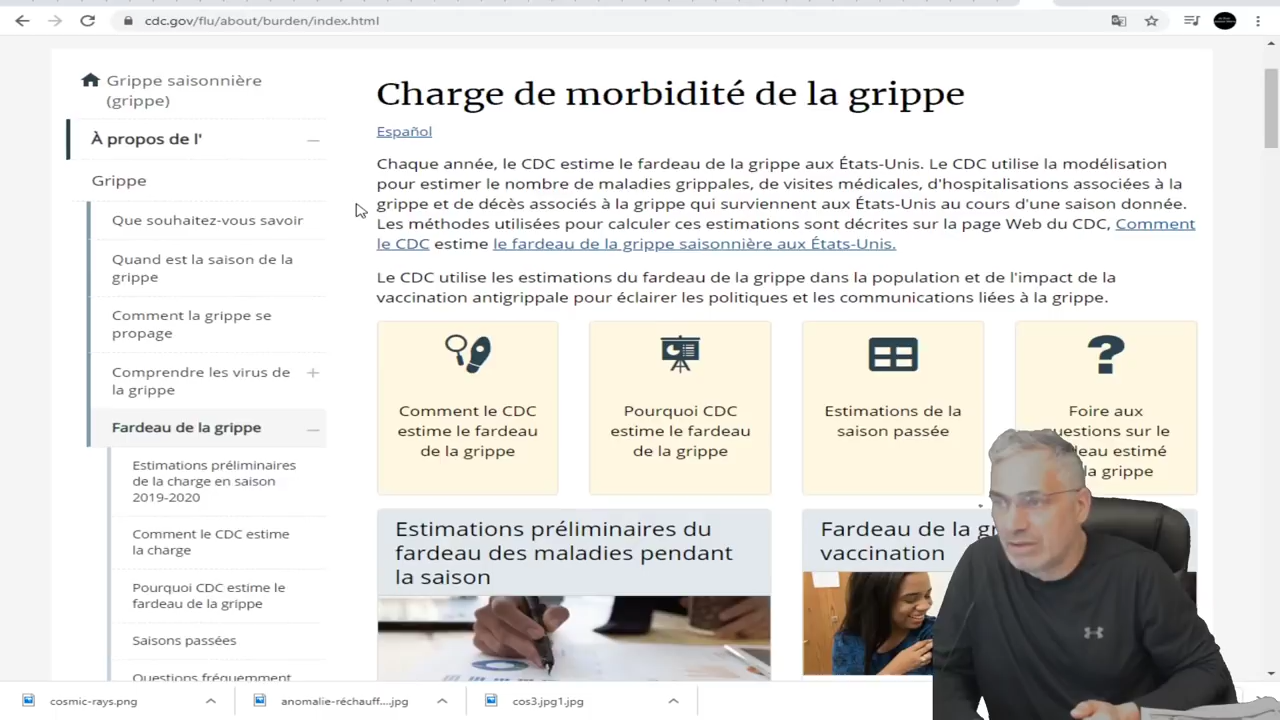 cdc.gov/flu/about/burden/index.html
Grippe saisonnière
(grippe)
À propos de l'
Grippe
Que souhaitez-vous savoir
Quand est la saison de la
grippe
Comment la grippe se
propage
Comprendre les virus de
la grippe
Fardeau de la grippe
Estimations préliminaires
de la charge en saison
2019-2020
Comment le CDC estime
la charge
Pourquoi CDC estime le
fardeau de la grippe
Saisons passées
Questions fréquemment
Charge de morbidité de la grippe
Español
Chaque année, le CDC estime le fardeau de la grippe aux États-Unis. Le CDC utilise la modélisation
pour estimer le nombre de maladies grippales, de visites médicales, d'hospitalisations associées à la
grippe et de décès associés à la grippe qui surviennent aux États-Unis au cours d'une saison donnée.
Les méthodes utilisées pour calculer ces estimations sont décrites sur la page Web du CDC, Comment
le CDC estime le fardeau de la grippe saisonnière aux États-Unis.
Le CDC utilise les estimations du fardeau de la grippe dans la population et de l'impact de la
vaccination antigrippale pour éclairer les politiques et les communications liées à la grippe.
Comment le CDC
estime le fardeau
de la grippe
Pourquoi CDC
estime le fardeau
de la grippe
Estimations de la
saison passée
Foire aux
questions sur le
estimé
la grippe
Estimations préliminaires du
fardeau des maladies pendant
la saison
Fardeau de la
vaccination
cosmic-rays.png
anomalie-réchauff....jpg
cos3.jpg1.jpg